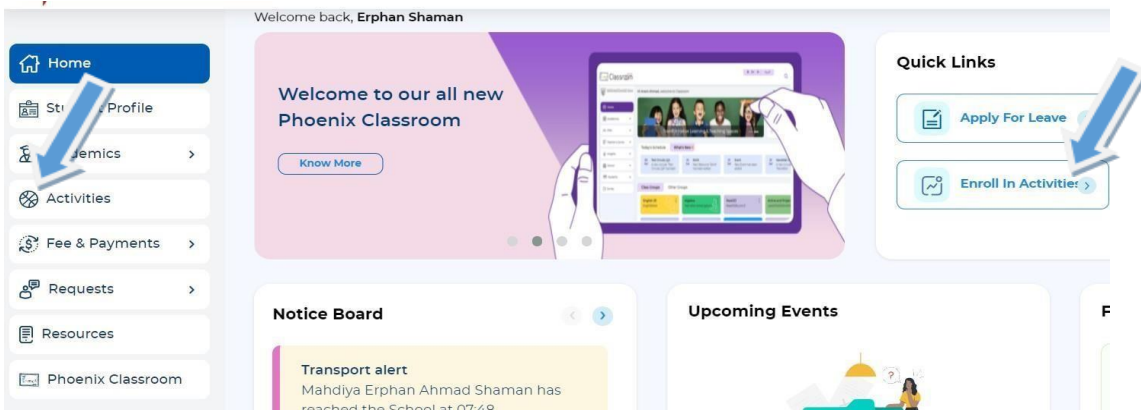 Welcome back, Erphan Shaman
Home
Profile
Activities
Fee & Payments
Requests
Resources
Phoenix Classroom
Welcome to our all new
Phoenix Classroom
Know More
Quick Links
Apply For Leave
Enroll In Activities
Notice Board
Transport alert
Mahdiya Erphan Ahmad Shaman has
reached the School at 07:48
Upcoming Events
F